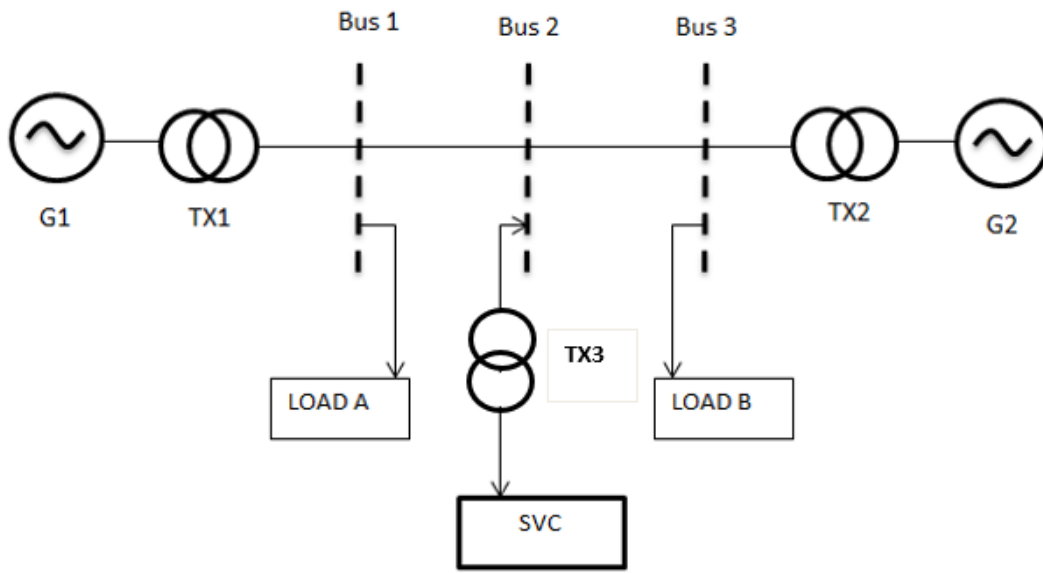 Bus 1
Bus 2
Bus 3
G1
TX1
TX2
G2
TX3
LOAD A
LOAD B
SVC